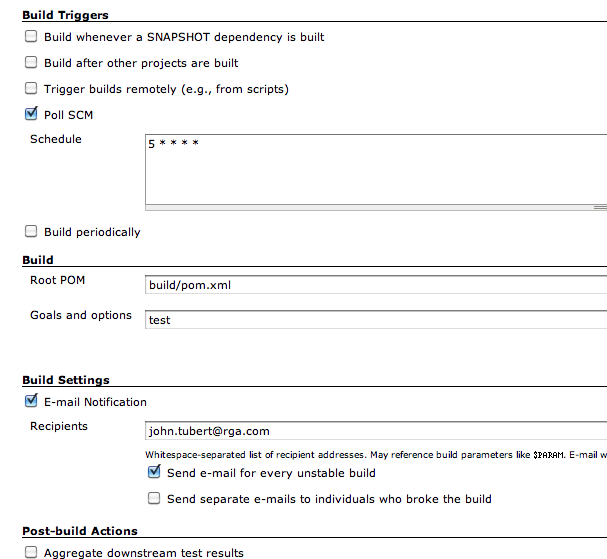 Build Triggers
Build whenever a SNAPSHOT dependency is built
Build after other projects are built
Trigger builds remotely (e.g., from scripts)
Poll SCM
Schedule
5 * * * *
Build periodically
Build
Root POM
build/pom.xml
Goals and options
test
Build Settings
E-mail Notification
Recipients
john.tubert@rga.com
Whitespace-separated list of recipient addresses. May reference build parameters like $PARAM. E-mail w
Send e-mail for every unstable build
Send separate e-mails to individuals who broke the build
Post-build Actions
Aggregate downstream test results